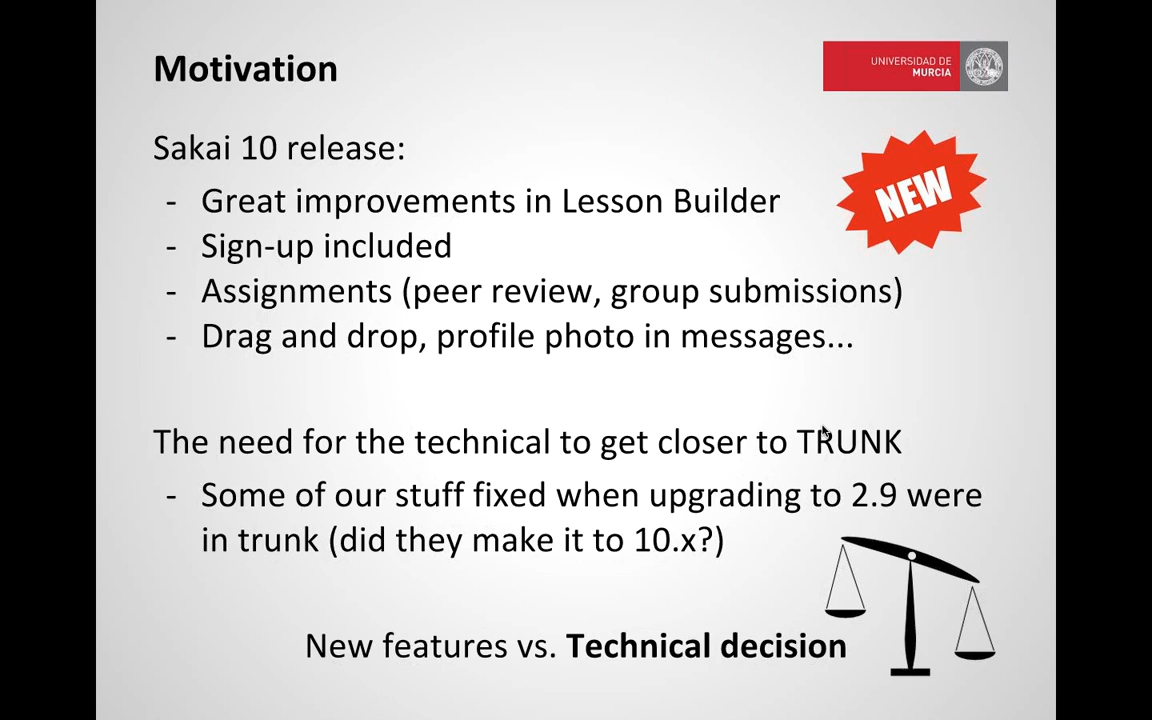 Motivation
UNIVERSIDAD DE
MURCIA
Sakai 10 release:
NEW
- Great improvements in Lesson Builder
- Sign-up included
- Assignments (peer review, group submissions)
- Drag and drop, profile photo in messages...
The need for the technical to get closer to TRUNK
- Some of our stuff fixed when upgrading to 2.9 were
in trunk (did they make it to 10.x?)
New features vs. Technical decision